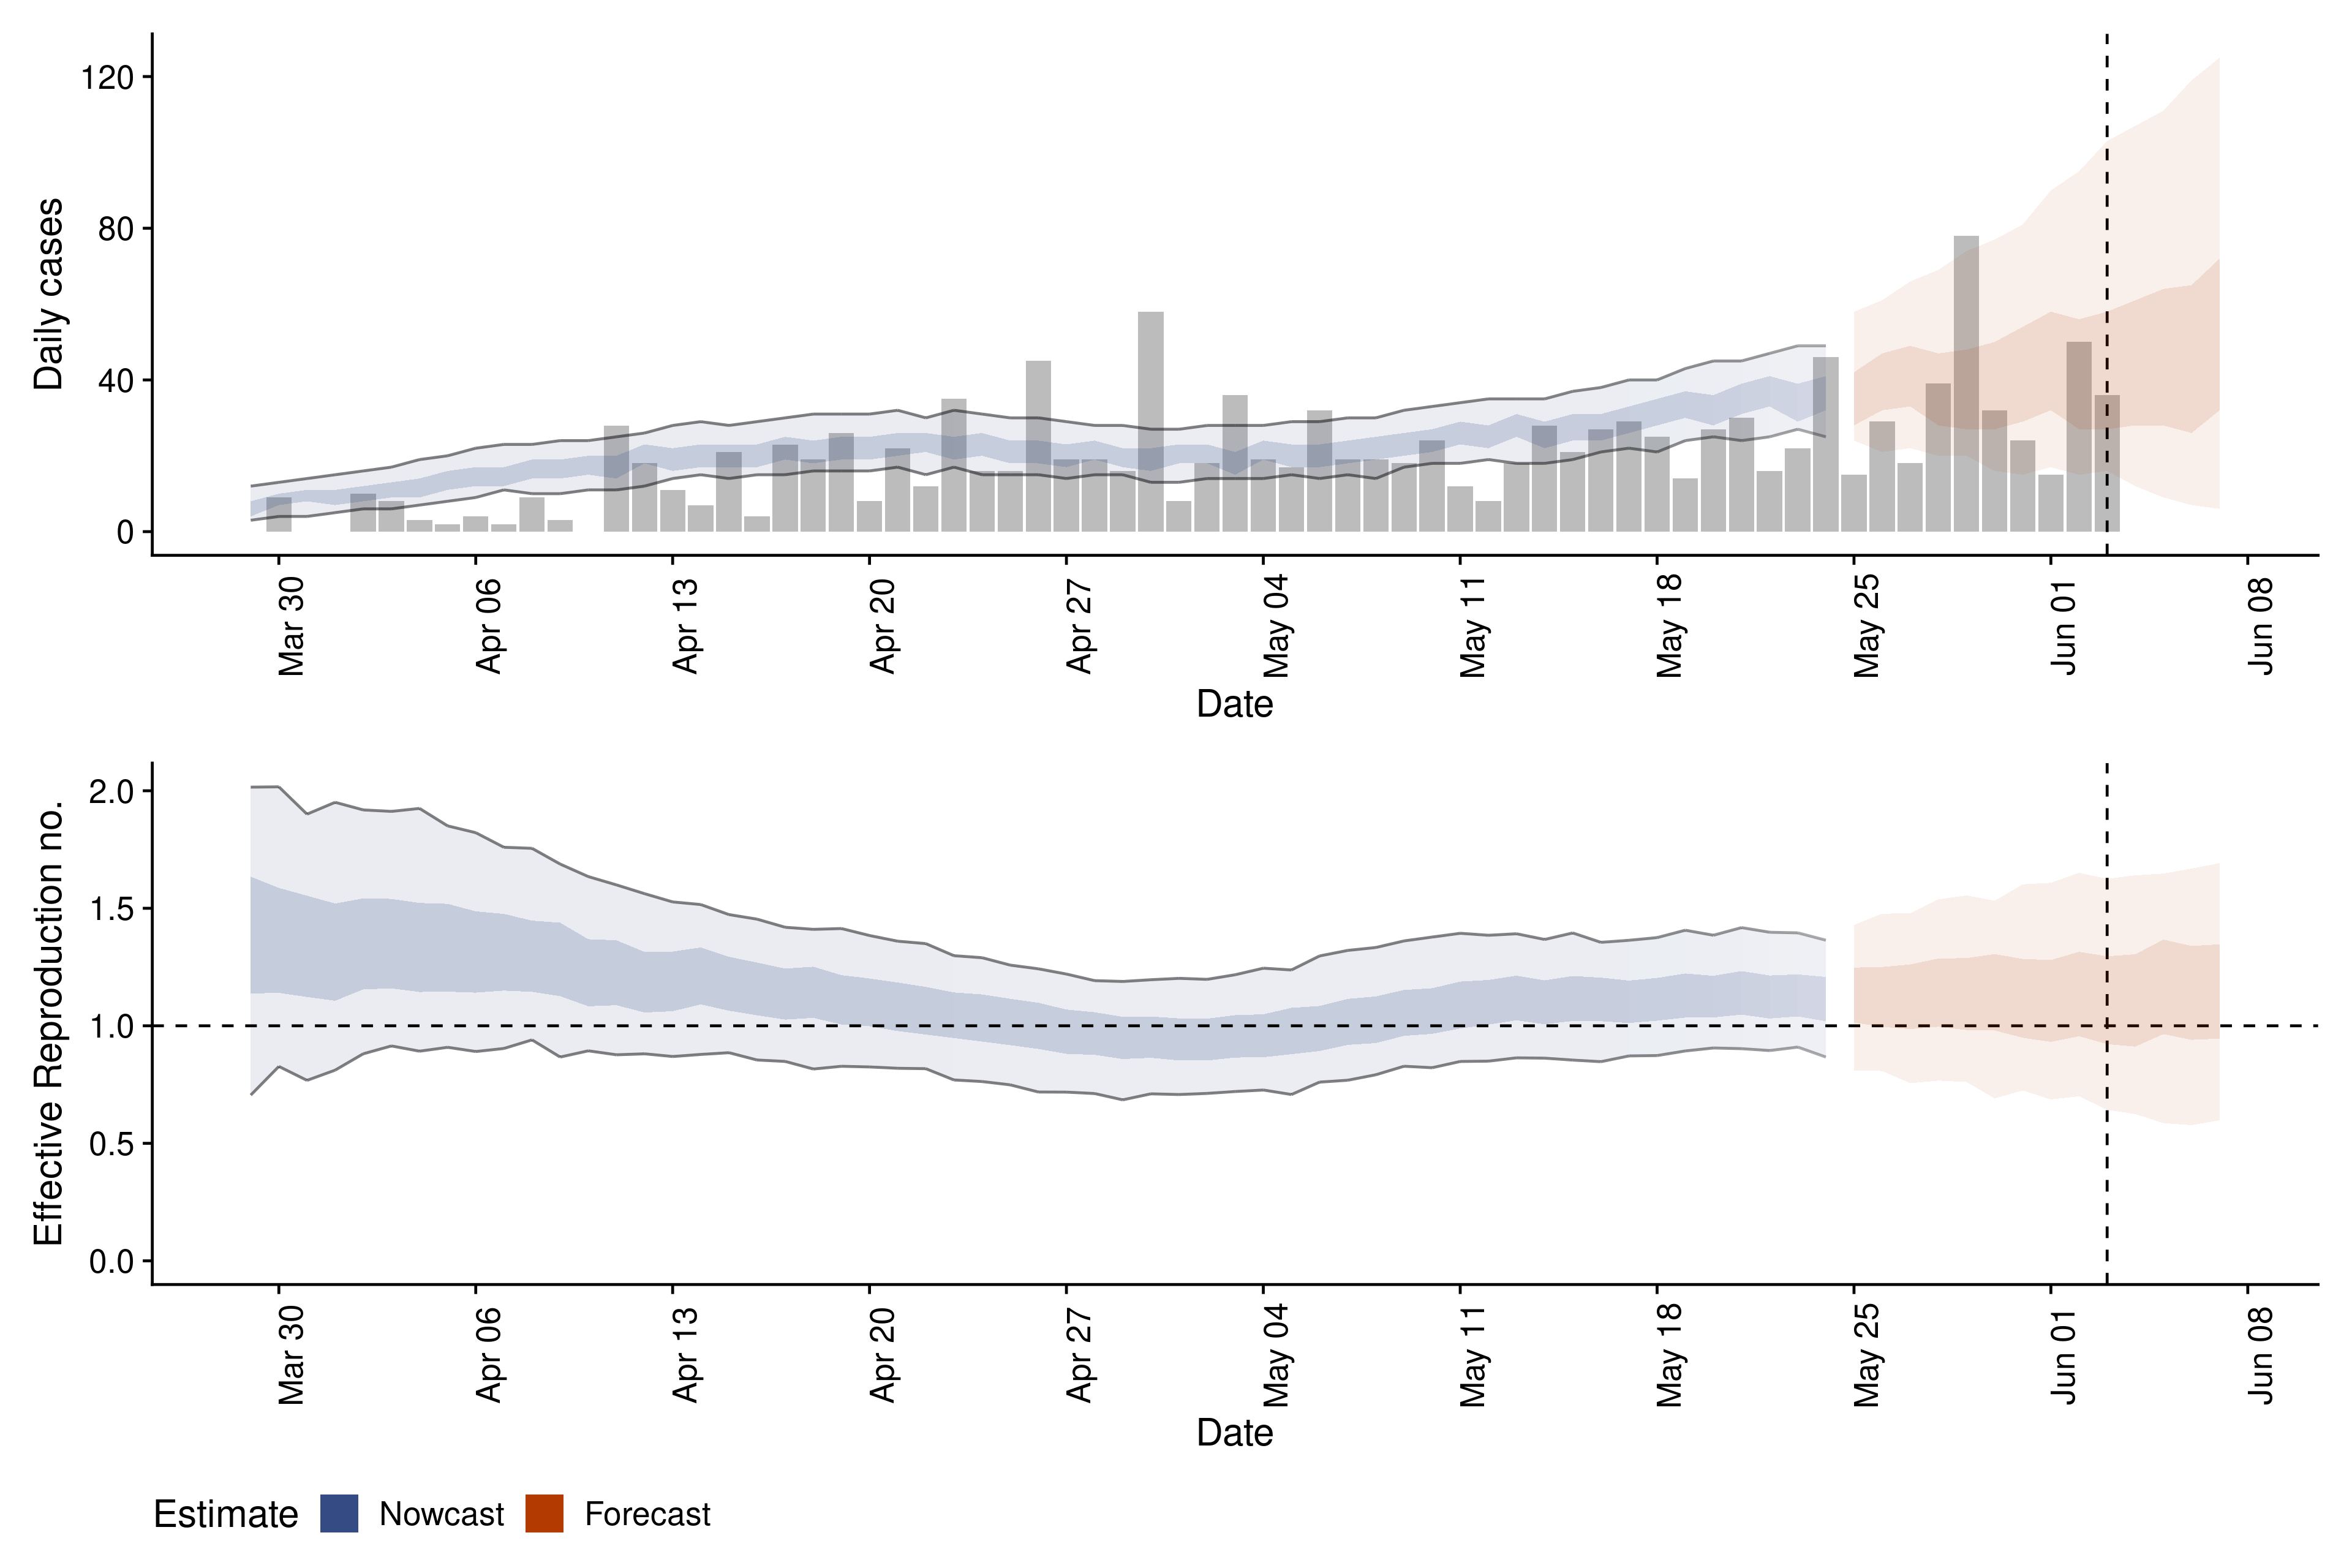 Daily cases
120
80
40
0
Mar 30
Apr 06
Apr 13
Apr 20
Apr 27
May 04
May 11
May 18
May 25
Jun 01
Jun 08
Date
Effective Reproduction no.
2.0
1.5
1.0
0.5
0.0
Mar 30
Apr 06
Apr 13
Apr 20
Apr 27
May 04
May 11
May 18
May 25
Jun 01
Jun 08
Date
Estimate Nowcast Forecast